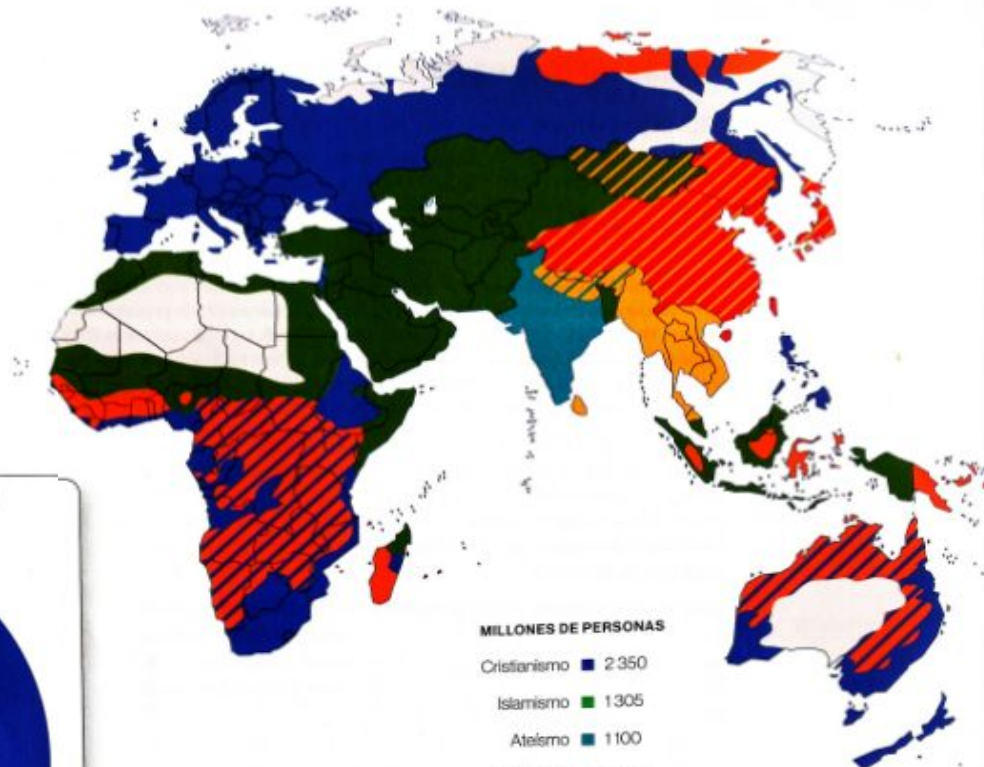 MILLONES DE PERSONAS
Cristianismo 2 350
Islamismo 1 305
Ateísmo 1 100